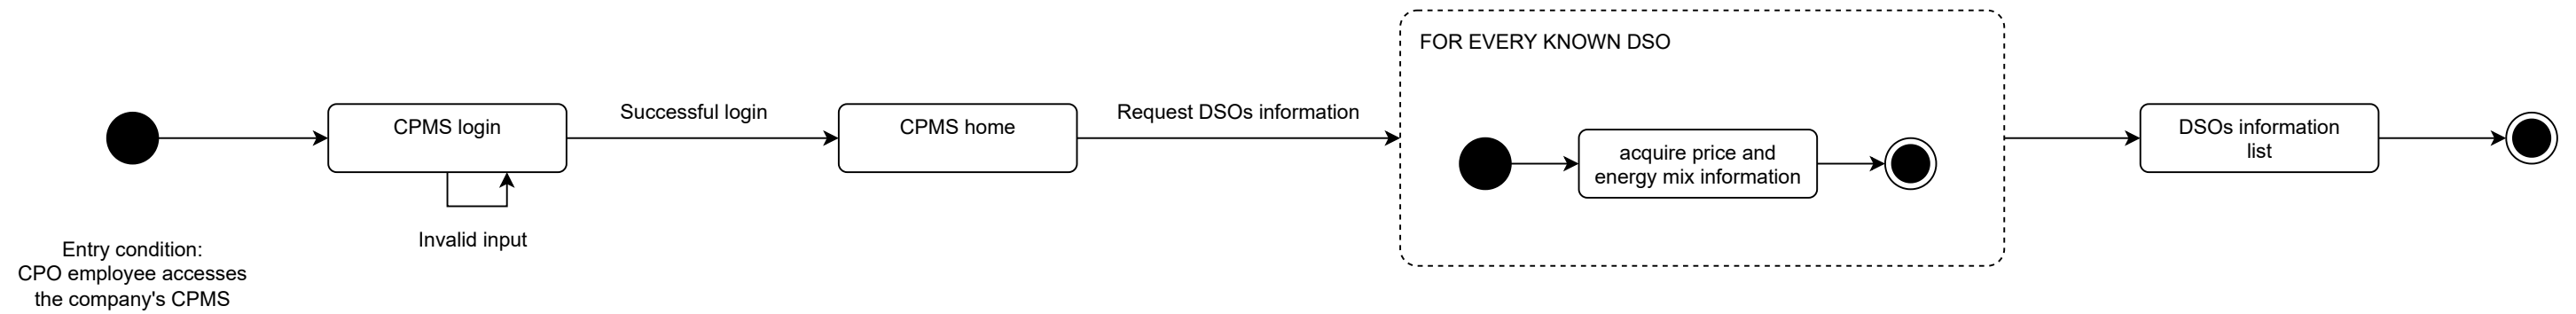 FOR EVERY KNOWN DSO
CPMS login
Successful login
CPMS home
Request DSOs information
acquire price and
energy mix information
DSOs information
list
Invalid input
Entry condition:
CPO employee accesses
the company's CPMS